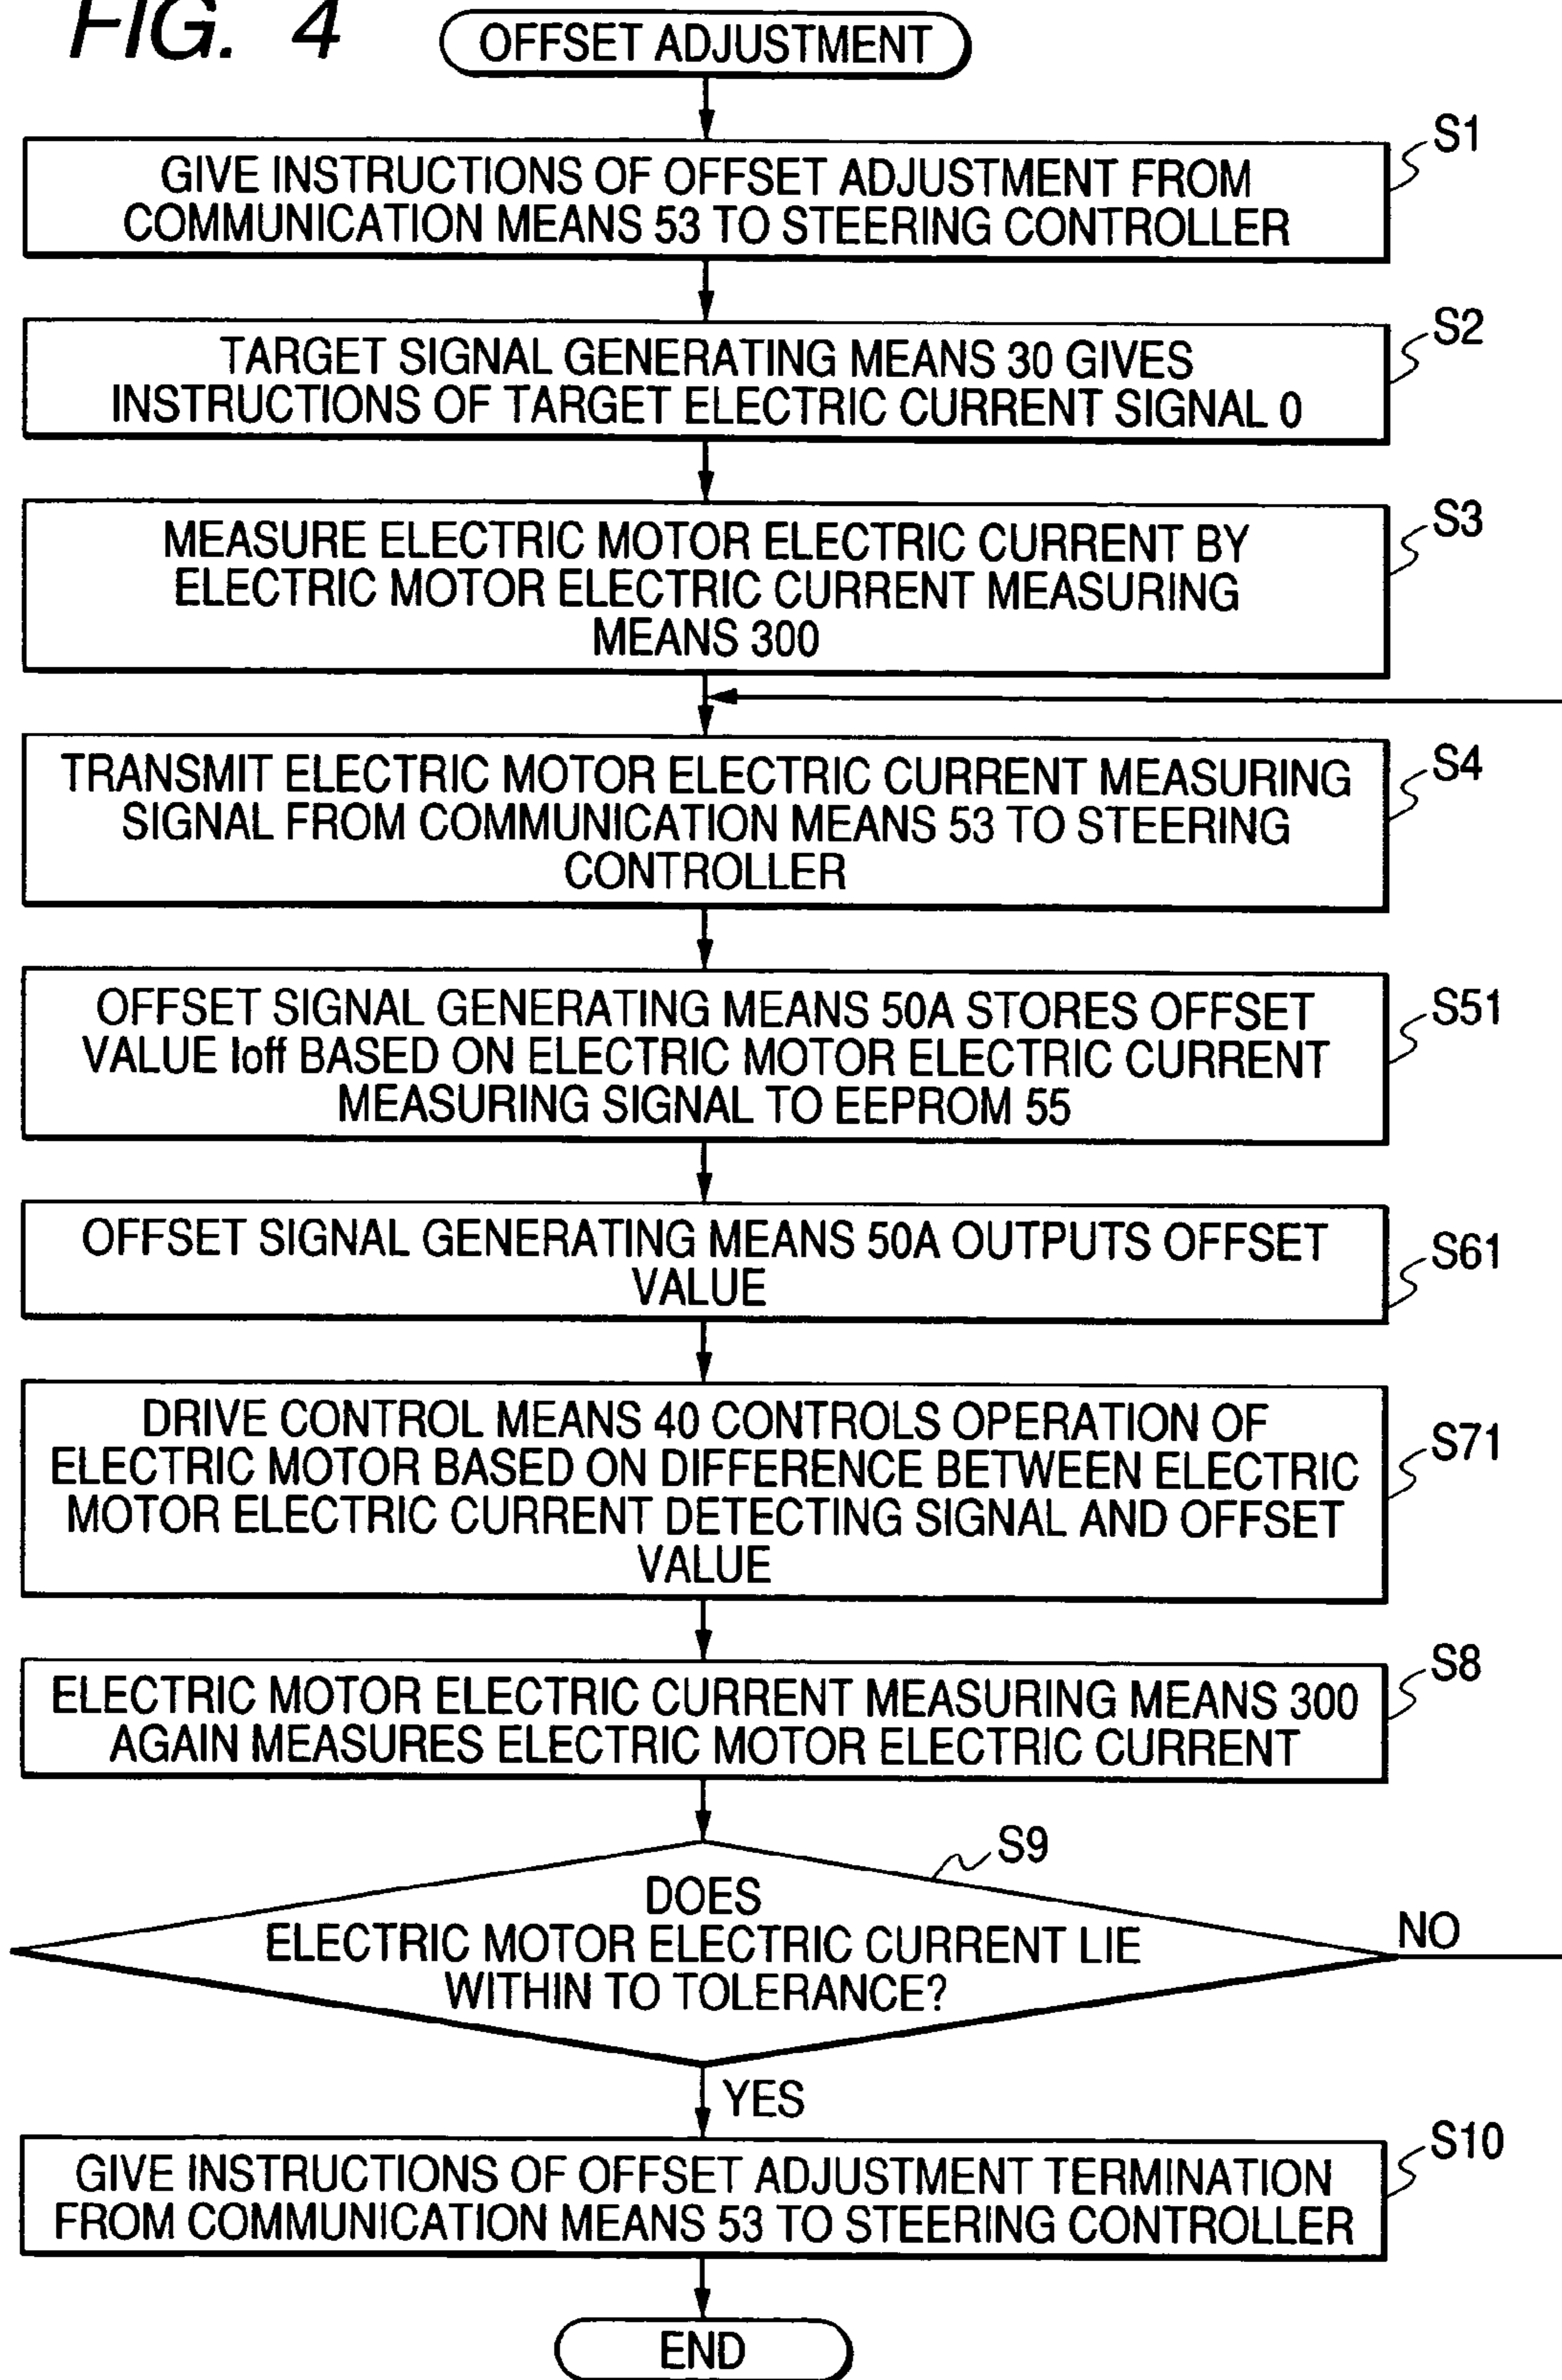 FIG. 4
OFFSET ADJUSTMENT
S1
GIVE INSTRUCTIONS OF OFFSET ADJUSTMENT FROM
COMMUNICATION MEANS 53 TO STEERING CONTROLLER
S2
TARGET SIGNAL GENERATING MEANS 30 GIVES
INSTRUCTIONS OF TARGET ELECTRIC CURRENT SIGNAL 0
S3
MEASURE ELECTRIC MOTOR ELECTRIC CURRENT BY
ELECTRIC MOTOR ELECTRIC CURRENT MEASURING
MEANS 300
S4
TRANSMIT ELECTRIC MOTOR ELECTRIC CURRENT MEASURING
SIGNAL FROM COMMUNICATION MEANS 53 TO STEERING
CONTROLLER
S51
OFFSET SIGNAL GENERATING MEANS 50A STORES OFFSET
VALUE Ioff BASED ON ELECTRIC MOTOR ELECTRIC CURRENT
MEASURING SIGNAL TO EEPROM 55
S61
OFFSET SIGNAL GENERATING MEANS 50A OUTPUTS OFFSET
VALUE
S71
DRIVE CONTROL MEANS 40 CONTROLS OPERATION OF
ELECTRIC MOTOR BASED ON DIFFERENCE BETWEEN ELECTRIC
MOTOR ELECTRIC CURRENT DETECTING SIGNAL AND OFFSET
VALUE
S8
ELECTRIC MOTOR ELECTRIC CURRENT MEASURING MEANS 300
AGAIN MEASURES ELECTRIC MOTOR ELECTRIC CURRENT
S9
DOES
ELECTRIC MOTOR ELECTRIC CURRENT LIE
WITHIN TO TOLERANCE?
NO
YES
S10
GIVE INSTRUCTIONS OF OFFSET ADJUSTMENT TERMINATION
FROM COMMUNICATION MEANS 53 TO STEERING CONTROLLER
END